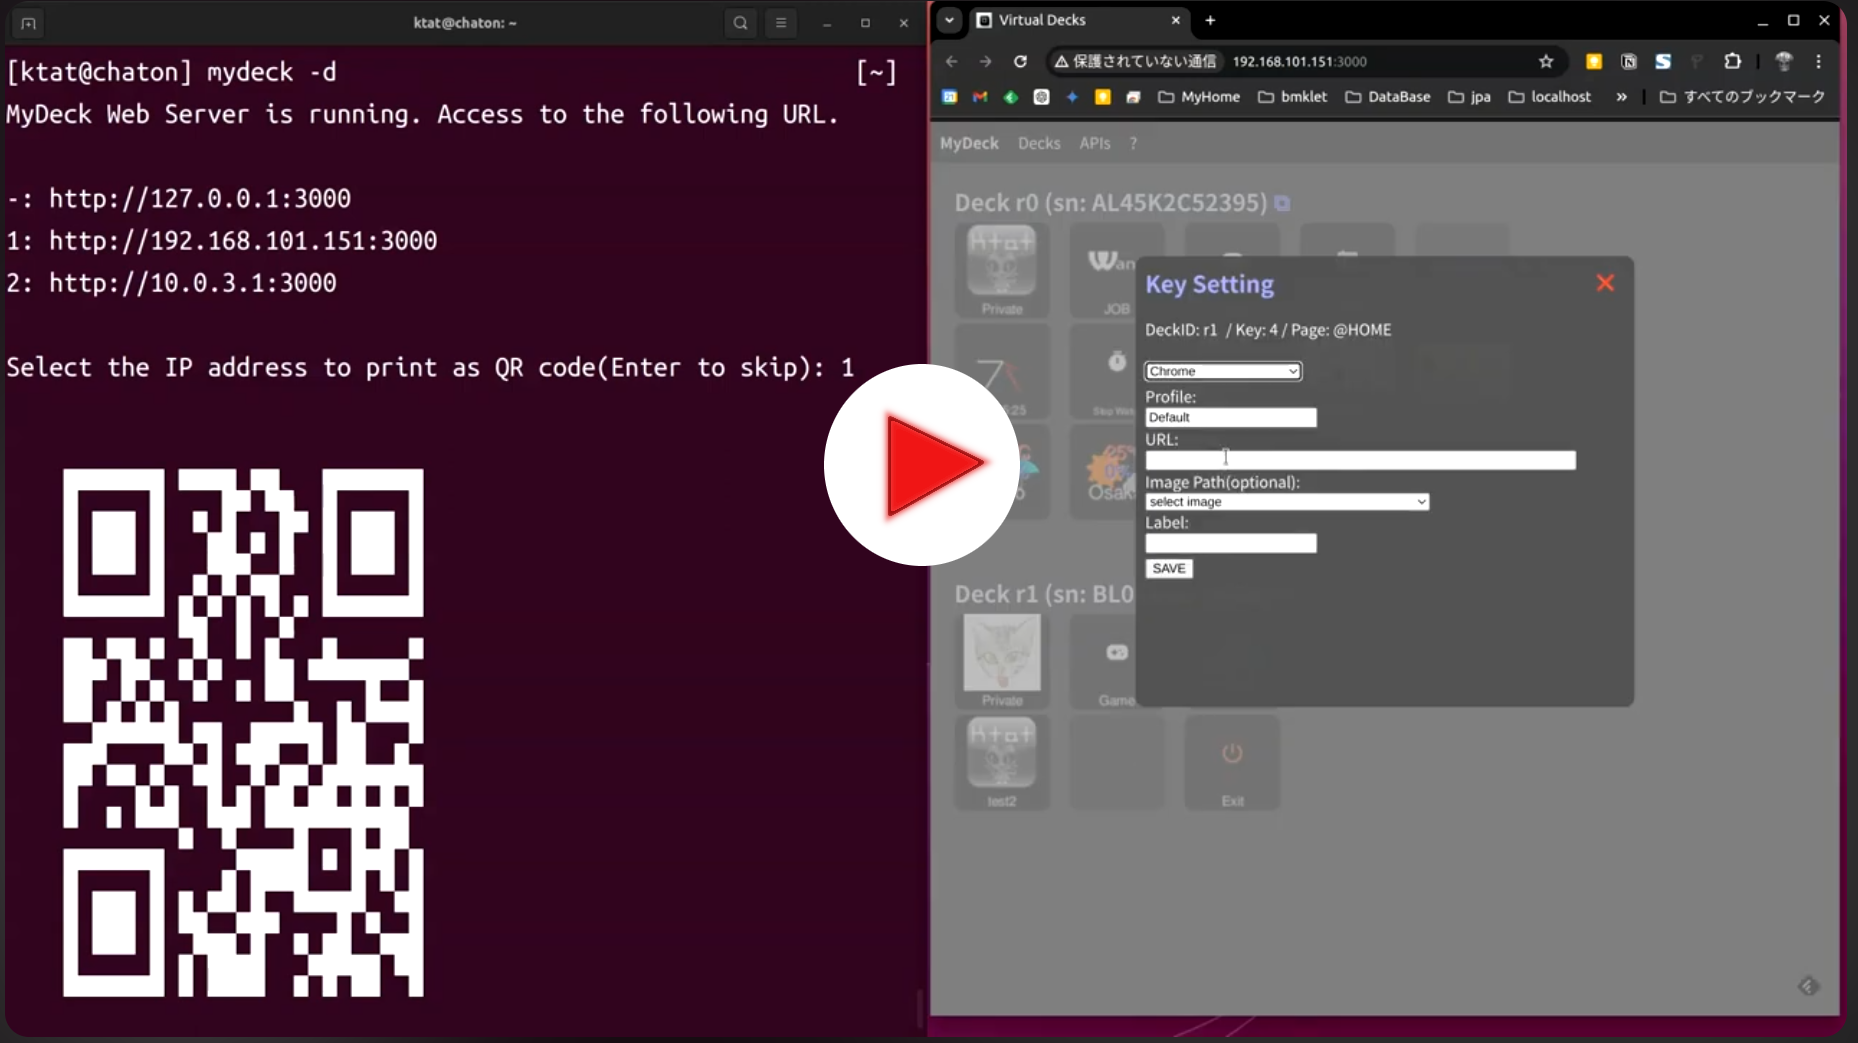 ktat@chaton: ~
[ktat@chaton] mydeck -d
[~]
MyDeck Web Server is running. Access to the following URL.
-: http://127.0.0.1:3000
1: http://192.168.101.151:3000
2: http://10.0.3.1:3000
Select the IP address to print as QR code(Enter to skip): 1
Virtual Decks
保護されていない通信 192.168.101.151:3000
MyHome bmklet DataBase jpa localhost » すべてのブックマーク
MyDeck Decks APIs ?
Deck r0 (sn: AL45K2C52395)
Private
JOB
Key Setting
DeckID: r1 / Key: 4 / Page: @HOME
Chrome
Profile:
Default
URL:
Image Path(optional):
select image
Label:
SAVE
Deck r1 (sn: BL0
Private
Game
test2
Exit